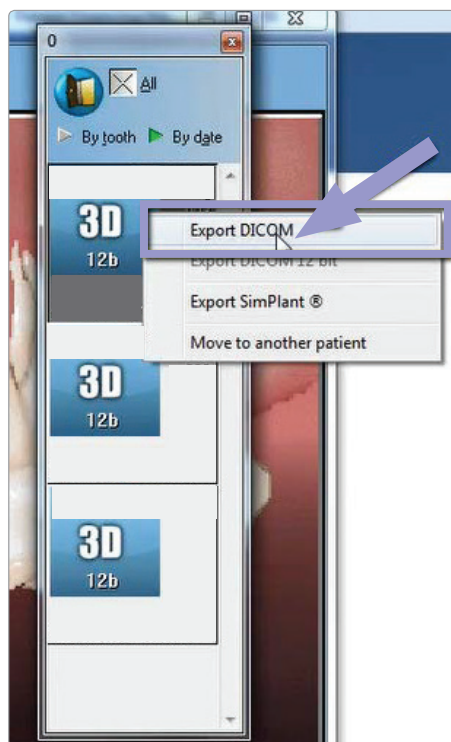 0
All
By tooth By date
3D
12b
Export DICOM
Export DICOM 12 bit
Export SimPlant ®
Move to another patient
3D
12b
3D
12b